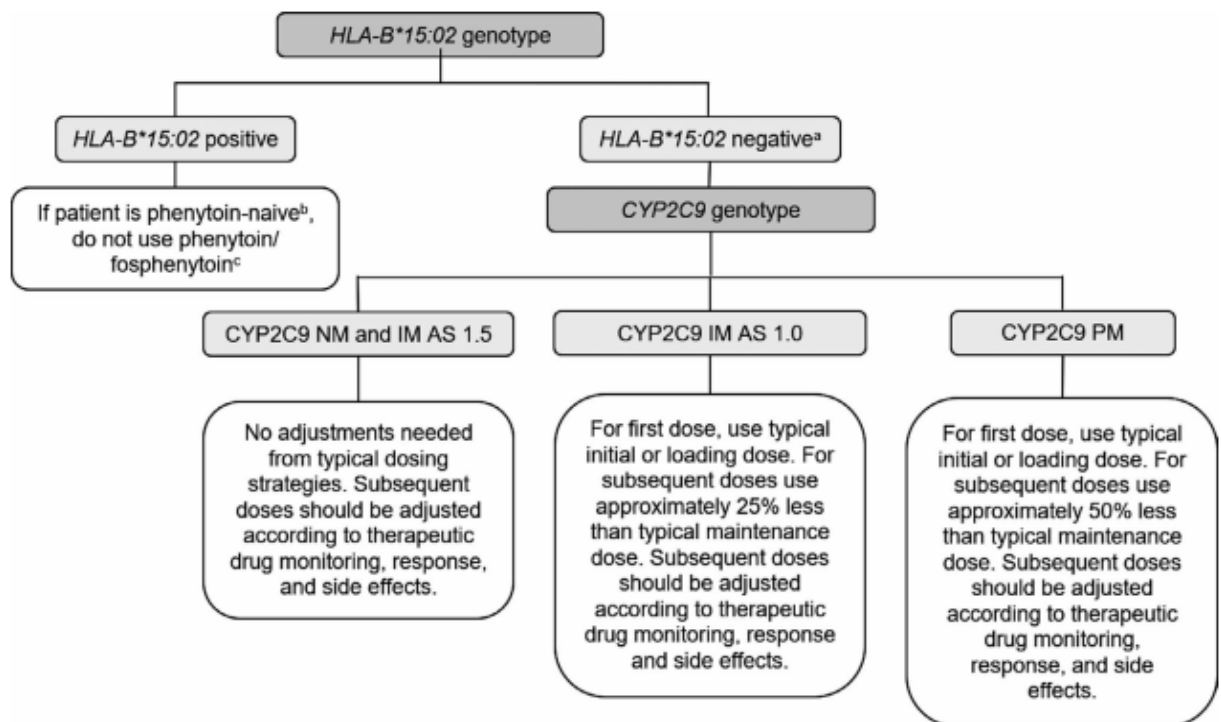 HLA-B*15:02 genotype
HLA-B*15:02 positive
HLA-B*15:02 negativeᵃ
If patient is phenytoin-naiveᵇ,
do not use phenytoin/
fosphenytoinᶜ
CYP2C9 genotype
CYP2C9 NM and IM AS 1.5
CYP2C9 IM AS 1.0
CYP2C9 PM
No adjustments needed
from typical dosing
strategies. Subsequent
doses should be adjusted
according to therapeutic
drug monitoring, response,
and side effects.
For first dose, use typical
initial or loading dose. For
subsequent doses use
approximately 25% less
than typical maintenance
dose. Subsequent doses
should be adjusted
according to therapeutic
drug monitoring, response
and side effects.
For first dose, use typical
initial or loading dose. For
subsequent doses use
approximately 50% less
than typical maintenance
dose. Subsequent doses
should be adjusted
according to therapeutic
drug monitoring,
response, and side
effects.